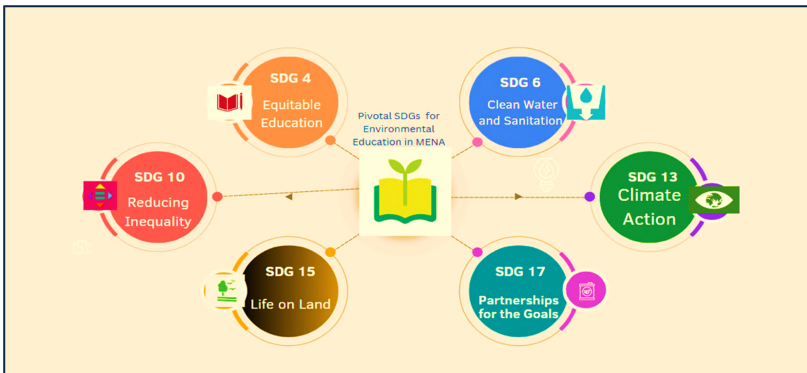 SDG 4
Equitable
Education
Pivotal SDGs for
Environmental
Education in MENA
SDG 6
Clean Water
and Sanitation
SDG 10
Reducing
Inequality
SDG 13
Climate
Action
SDG 15
Life on Land
SDG 17
Partnerships
for the Goals